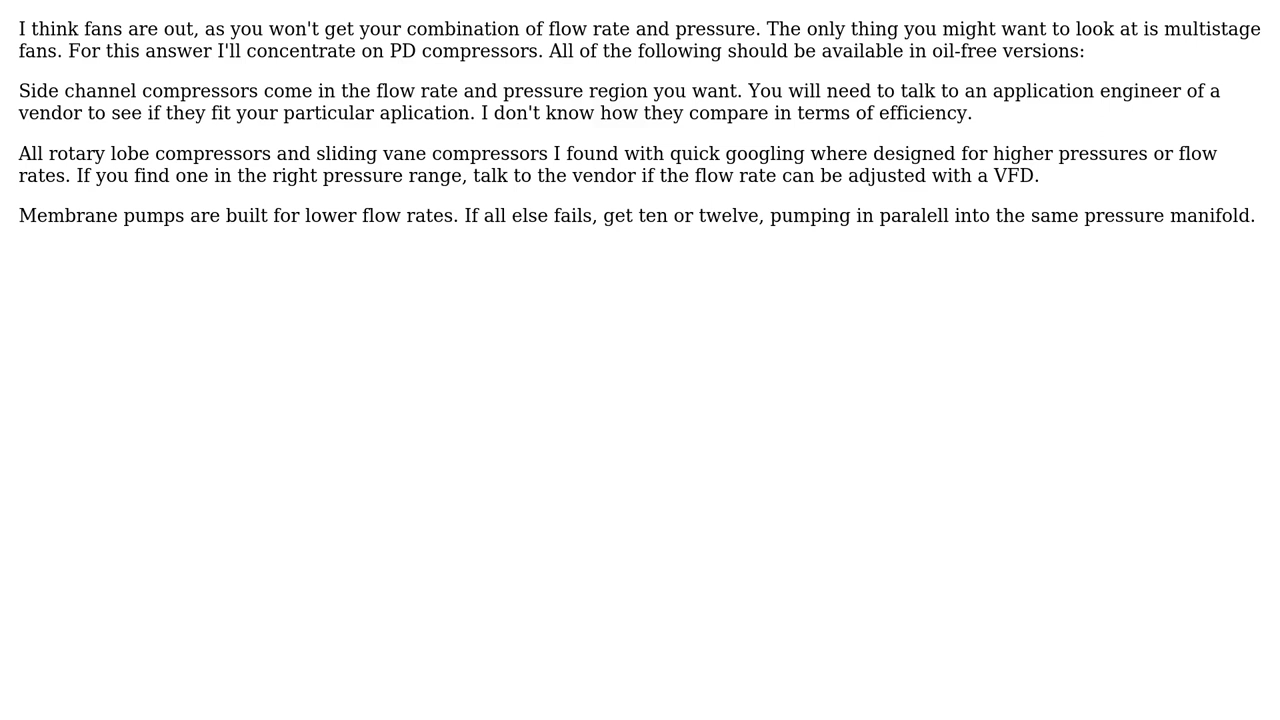 I think fans are out, as you won't get your combination of flow rate and pressure. The only thing you might want to look at is multistage
fans. For this answer I'll concentrate on PD compressors. All of the following should be available in oil-free versions:
Side channel compressors come in the flow rate and pressure region you want. You will need to talk to an application engineer of a
vendor to see if they fit your particular aplication. I don't know how they compare in terms of efficiency.
All rotary lobe compressors and sliding vane compressors I found with quick googling where designed for higher pressures or flow
rates. If you find one in the right pressure range, talk to the vendor if the flow rate can be adjusted with a VFD.
Membrane pumps are built for lower flow rates. If all else fails, get ten or twelve, pumping in paralell into the same pressure manifold.